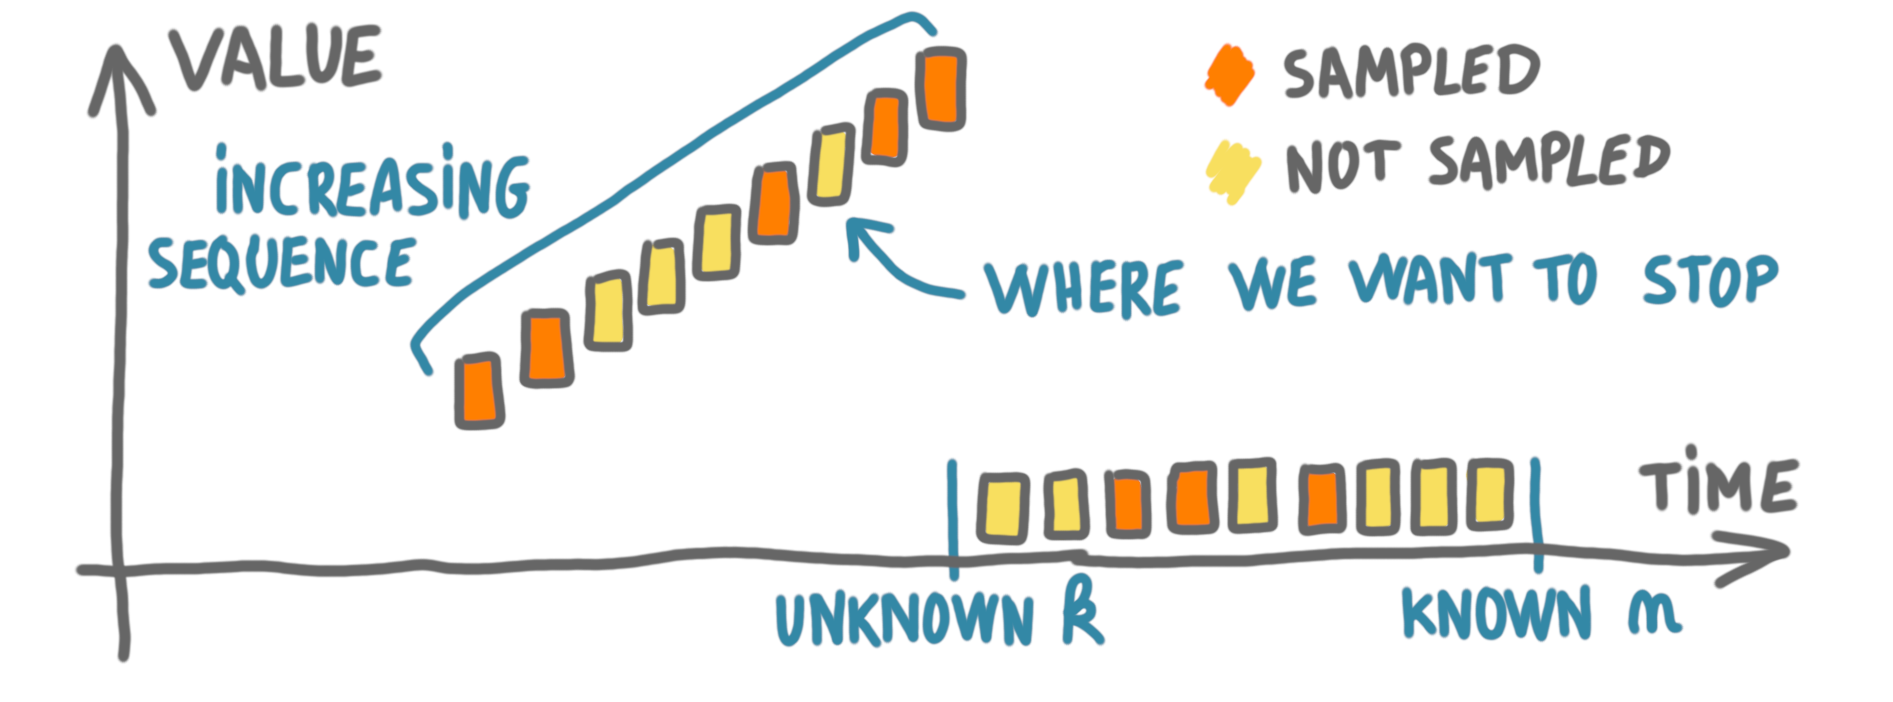 VALUE
iNCREASiNG
SEQUENCE
SAMPLED
NOT SAMPLED
WHERE WE WANT TO STOP
TiME
UNKNOWN k
KNOWN n